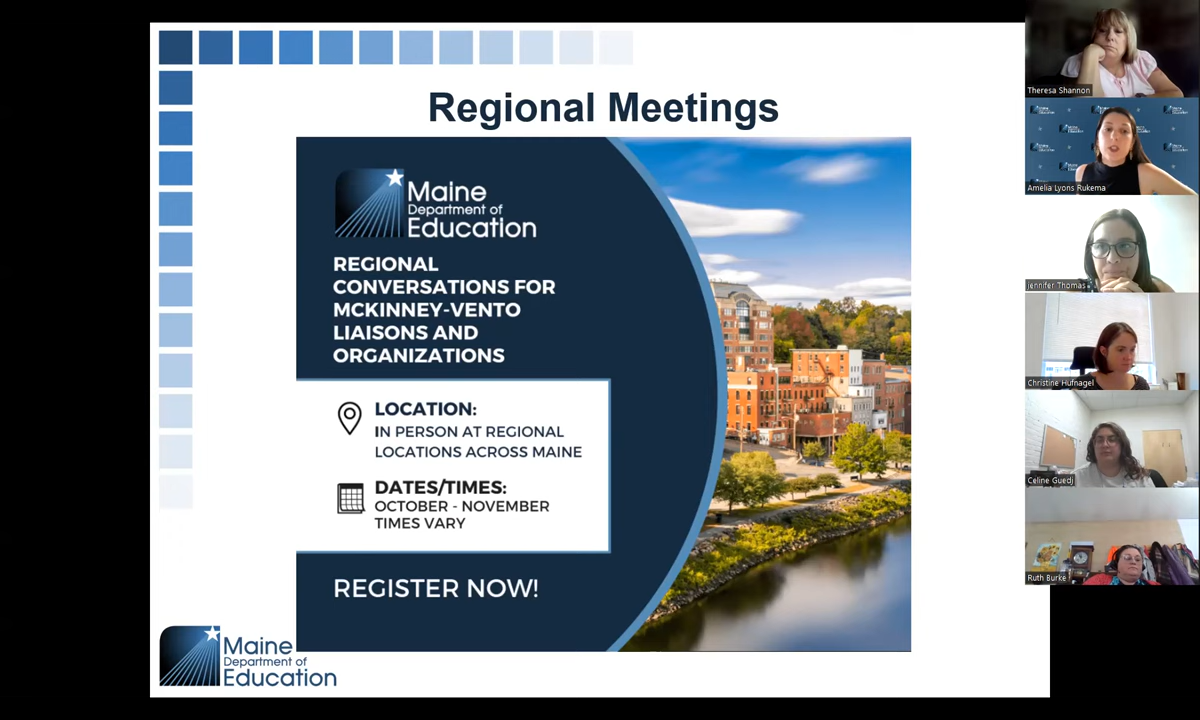 Regional Meetings
Maine
Department of
Education
REGIONAL
CONVERSATIONS FOR
MCKINNEY-VENTO
LIAISONS AND
ORGANIZATIONS
LOCATION:
IN PERSON AT REGIONAL
LOCATIONS ACROSS MAINE
DATES/TIMES:
OCTOBER - NOVEMBER
TIMES VARY
REGISTER NOW!
Maine
Department of
Education
Theresa Shannon
Amelia Lyons Rukema
Jennifer Thomas
Christine Hufnagel
Celine Guedj
Ruth Burke